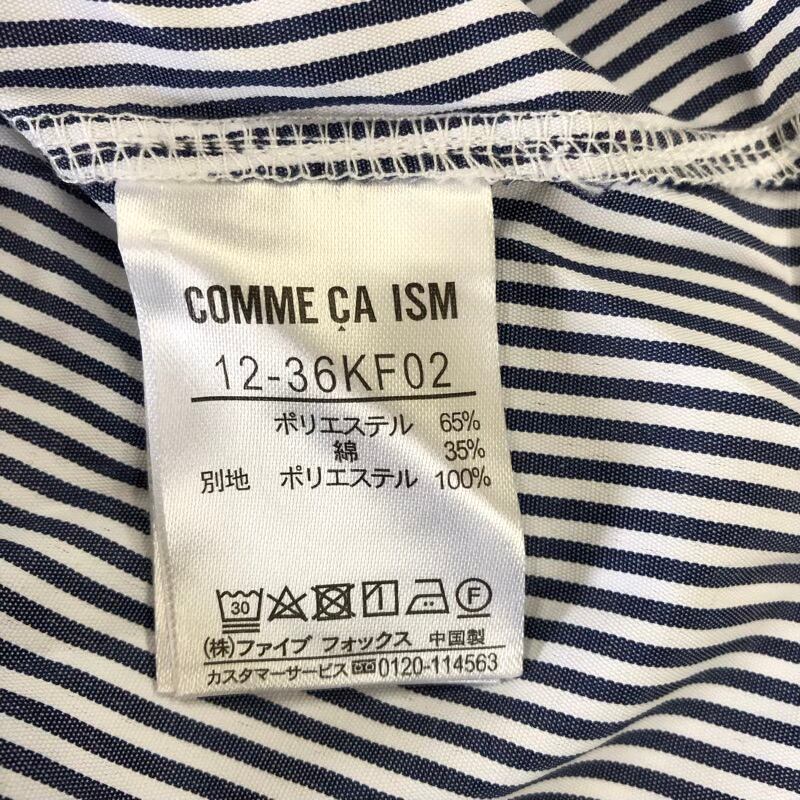 COMME ÇA ISM
12-36KF02
ポリエステル 65%
綿 35%
別地 ポリエステル 100%
30 F
(株)ファイブ フォックス 中国製
カスタマーサービス 0120-114563